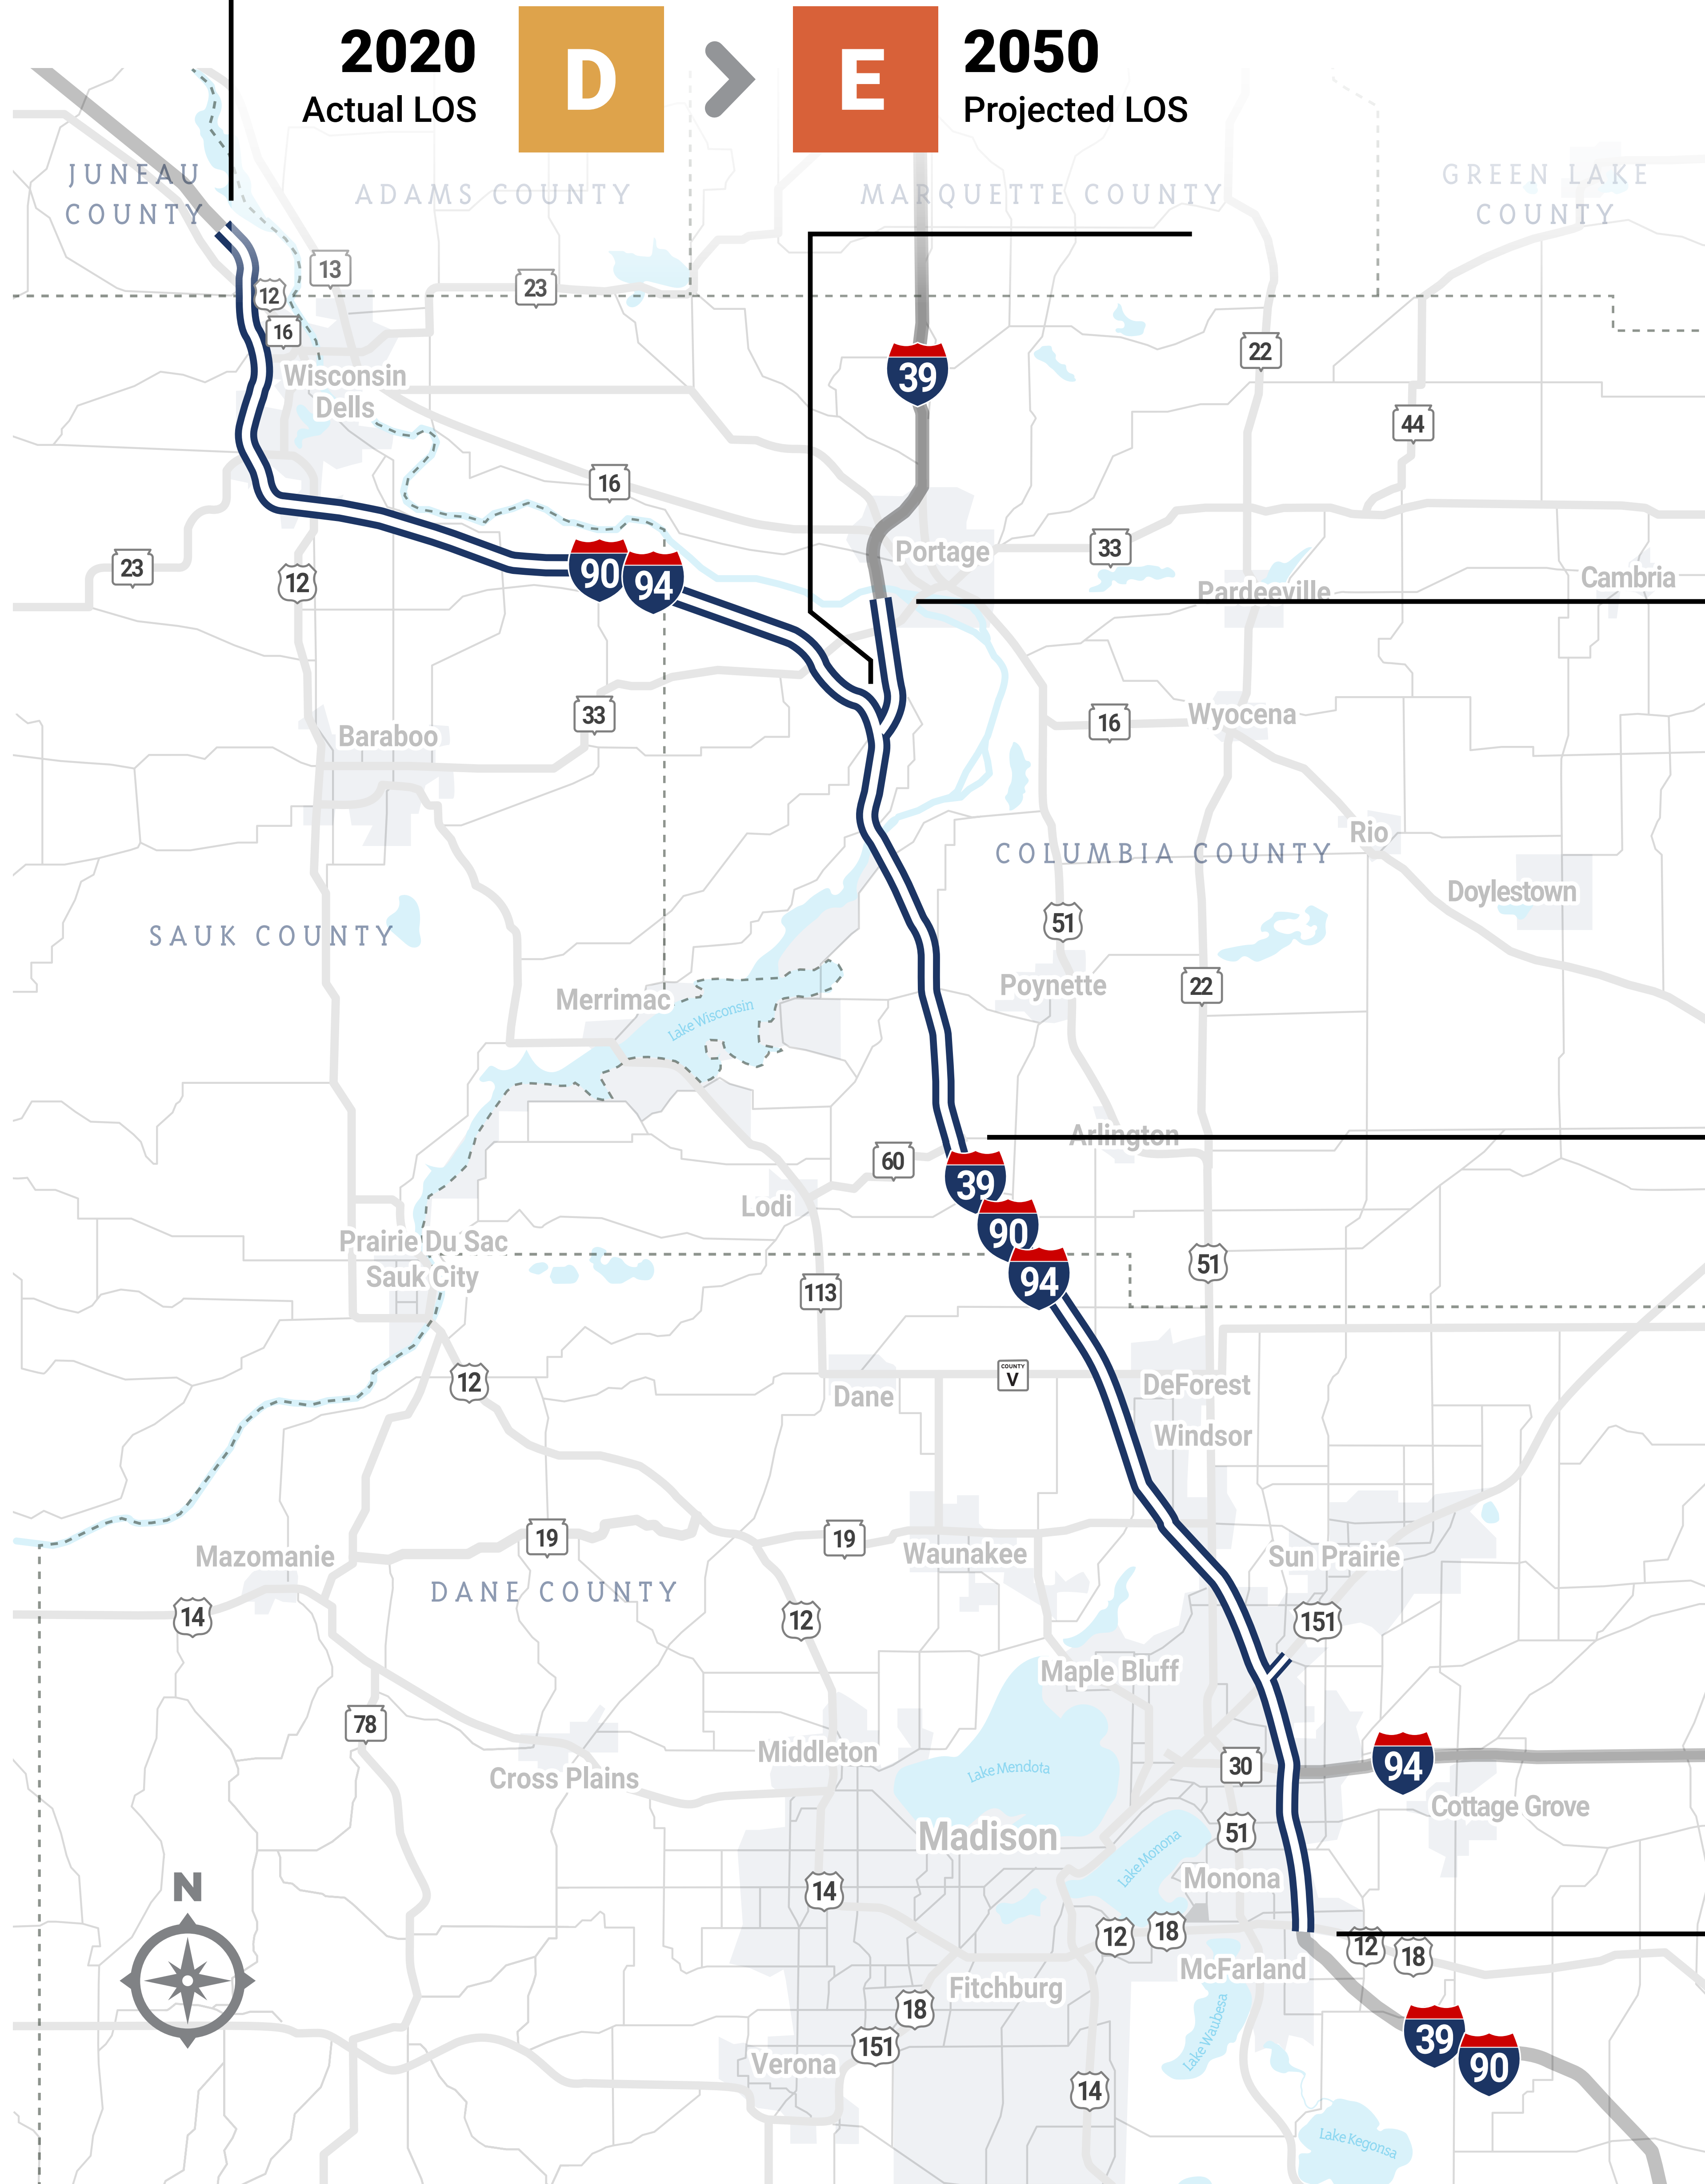 2020
Actual LOS
D
E
2050
Projected LOS
JUNEAU
COUNTY
ADAMS COUNTY
MARQUETTE COUNTY
GREEN LAKE
COUNTY
13
12
23
16
Wisconsin
Dells
39
22
44
16
90
94
23
12
Portage
33
Pardeeville
Cambria
33
Baraboo
16
Wyocena
Rio
COLUMBIA COUNTY
Doylestown
SAUK COUNTY
51
Poynette
22
Merrimac
Lake Wisconsin
Arlington
60
39
90
94
Lodi
Prairie Du Sac
Sauk City
113
51
12
Dane
COUNTY
V
DeForest
Windsor
19
19
Waunakee
Sun Prairie
Mazomanie
DANE COUNTY
14
12
151
Maple Bluff
78
Middleton
Cross Plains
Lake Mendota
30
94
Cottage Grove
Madison
51
Lake Monona
Monona
N
14
12
18
12
18
McFarland
Fitchburg
18
151
Lake Waubesa
39
90
Verona
14
Lake Kegonsa